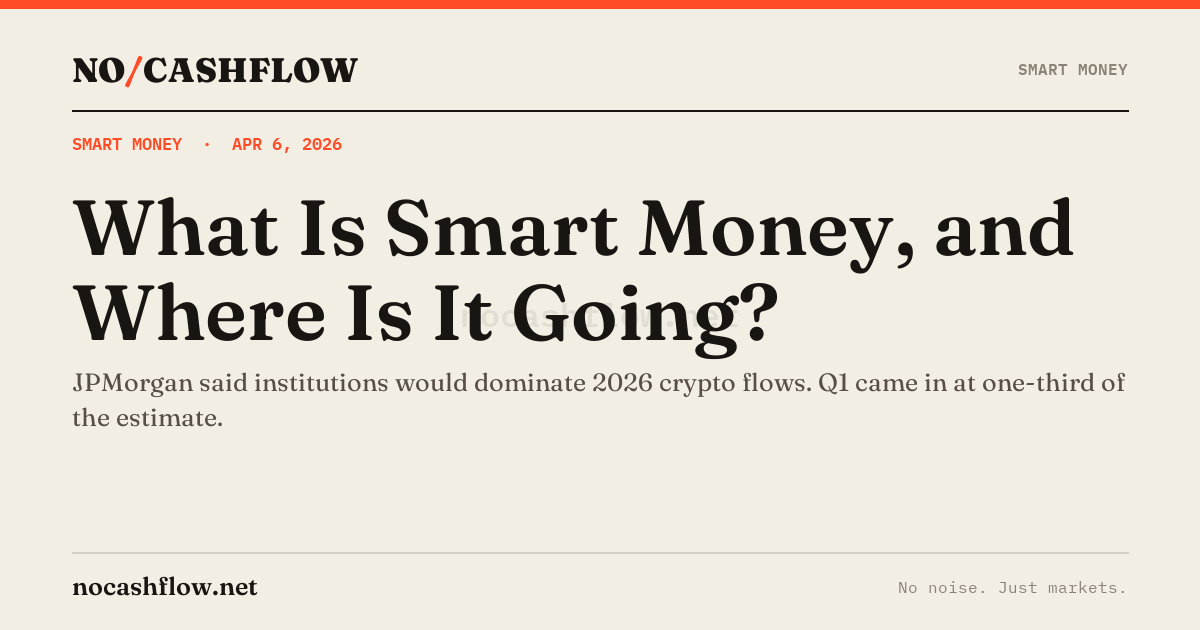 NO/CASHFLOW
SMART MONEY
SMART MONEY · APR 6, 2026
What Is Smart Money, and
Where Is It Going?
nocashflow.net
JPMorgan said institutions would dominate 2026 crypto flows. Q1 came in at one-third of
the estimate.
nocashflow.net
No noise. Just markets.